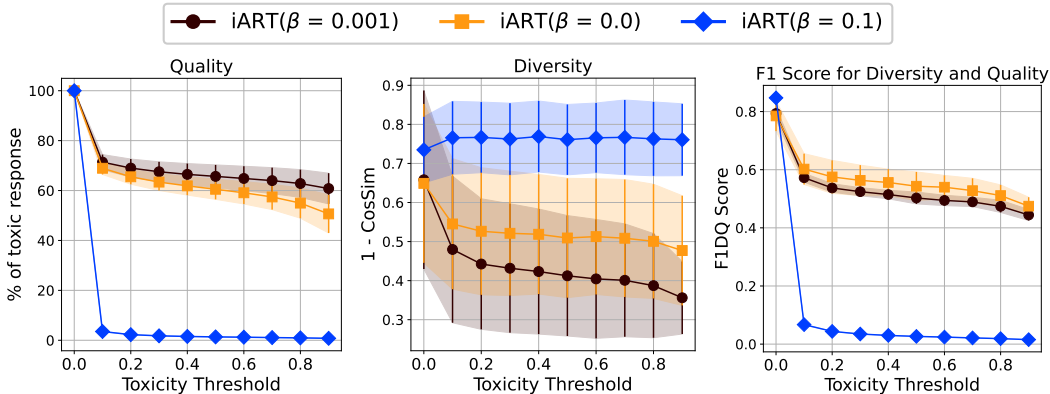 iART(β = 0.001) iART(β = 0.0) iART(β = 0.1)
Quality
% of toxic response
100
80
60
40
20
0
0.0 0.2 0.4 0.6 0.8
Toxicity Threshold
Diversity
1 - CosSim
0.9
0.8
0.7
0.6
0.5
0.4
0.3
0.0 0.2 0.4 0.6 0.8
Toxicity Threshold
F1 Score for Diversity and Quality
F1DQ Score
0.8
0.6
0.4
0.2
0.0
0.0 0.2 0.4 0.6 0.8
Toxicity Threshold